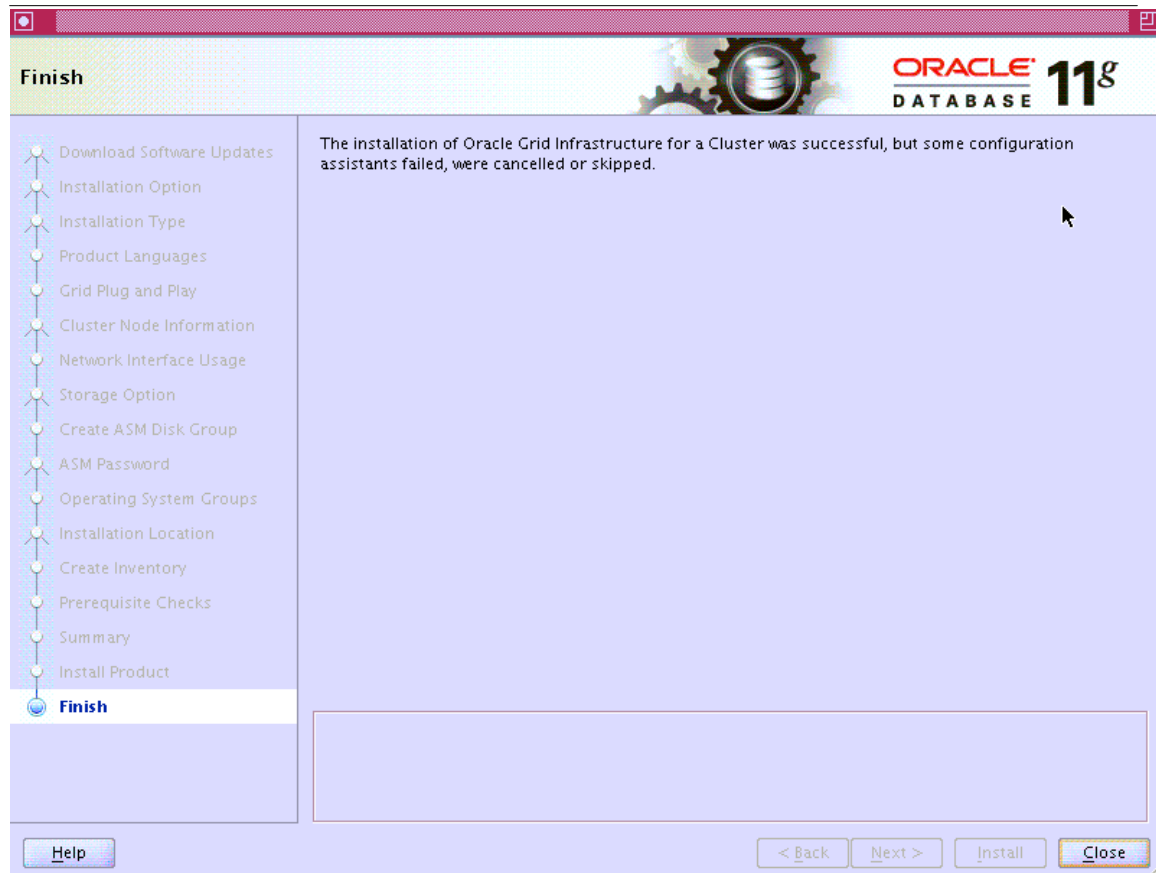 Finish
ORACLE
DATABASE
11g
Download Software Updates
Installation Option
Installation Type
Product Languages
Grid Plug and Play
Cluster Node Information
Network Interface Usage
Storage Option
Create ASM Disk Group
ASM Password
Operating System Groups
Installation Location
Create Inventory
Prerequisite Checks
Summary
Install Product
Finish
The installation of Oracle Grid Infrastructure for a Cluster was successful, but some configuration
assistants failed, were cancelled or skipped.
Help
< Back
Next >
Install
Close